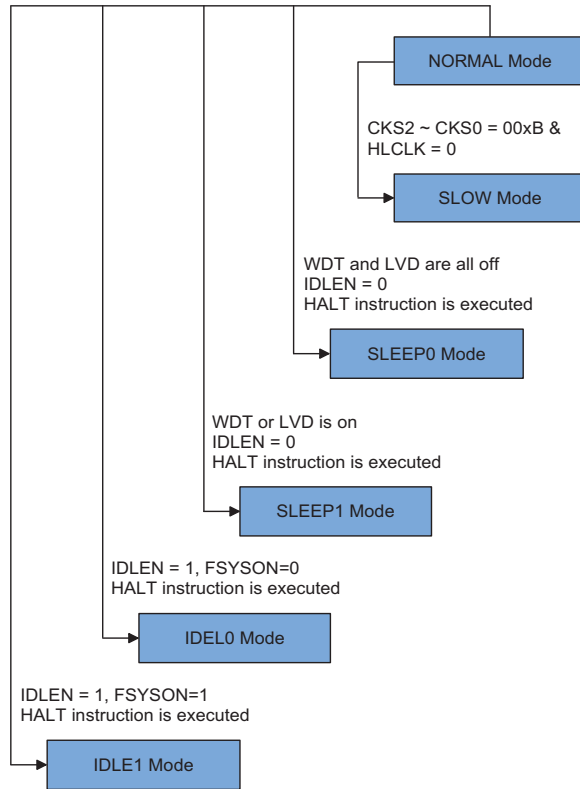 NORMAL Mode
CKS2 ~ CKS0 = 00xB &
HLCLK = 0
SLOW Mode
WDT and LVD are all off
IDLEN = 0
HALT instruction is executed
SLEEP0 Mode
WDT or LVD is on
IDLEN = 0
HALT instruction is executed
SLEEP1 Mode
IDLEN = 1, FSYSON=0
HALT instruction is executed
IDEL0 Mode
IDLEN = 1, FSYSON=1
HALT instruction is executed
IDLE1 Mode